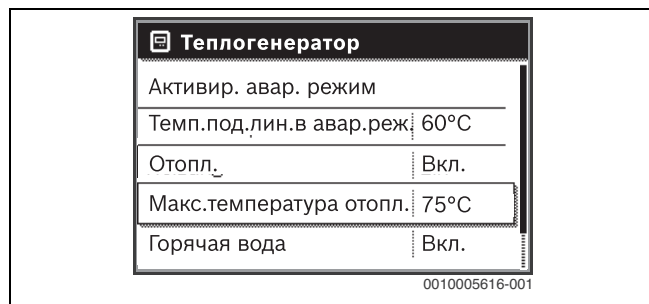 Теплогенератор
Активир. авар. режим
Темп.под.лин.в авар.реж. 60°C
Отопл. Вкл.
Макс.температура отопл. 75°C
Горячая вода Вкл.
0010005616-001